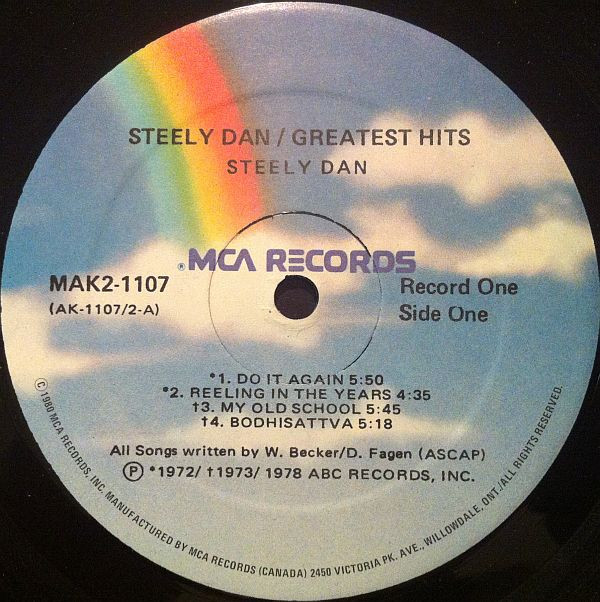 STEELY DAN / GREATEST HITS
STEELY DAN
®MCA RECORDS
MAK2-1107
(AK-1107/2-A)
Record One
Side One
*1. DO IT AGAIN 5:50
*2. REELING IN THE YEARS 4:35
†3. MY OLD SCHOOL 5:45
†4. BODHISATTVA 5:18
All Songs written by W. Becker/D. Fagen (ASCAP)
Ⓟ *1972/ †1973/ 1978 ABC RECORDS, INC.
© 1980 MCA RECORDS, INC. MANUFACTURED BY MCA RECORDS (CANADA) 2450 VICTORIA PK. AVE., WILLOWDALE, ONT./ALL RIGHTS RESERVED.